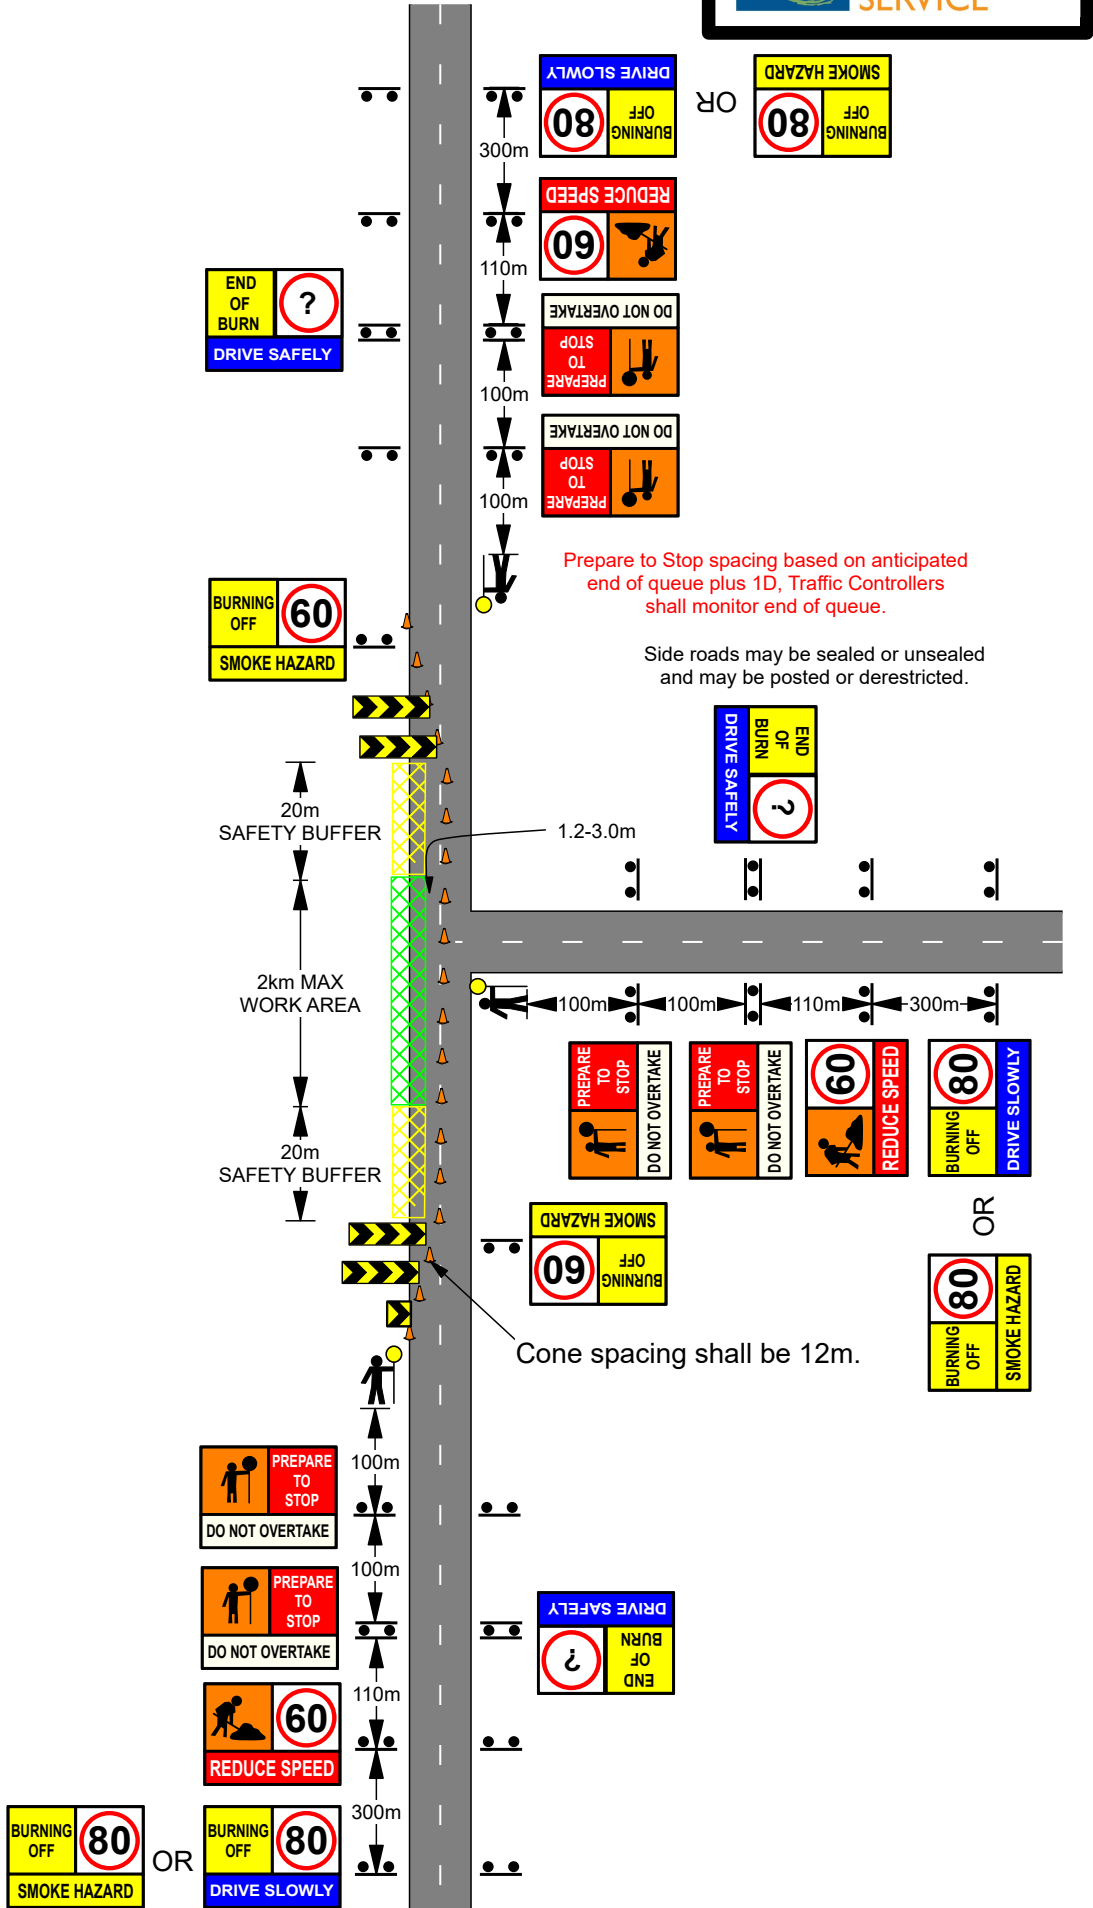 SERVICE
DRIVE SLOWLY
80
BURNING
OFF
OR
SMOKE HAZARD
80
BURNING
OFF
300m
REDUCE SPEED
60
110m
END
OF
BURN
?
DRIVE SAFELY
DO NOT OVERTAKE
PREPARE
TO
STOP
100m
DO NOT OVERTAKE
PREPARE
TO
STOP
100m
Prepare to Stop spacing based on anticipated
end of queue plus 1D, Traffic Controllers
shall monitor end of queue.
BURNING
OFF
60
SMOKE HAZARD
Side roads may be sealed or unsealed
and may be posted or derestricted.
END
OF
BURN
?
DRIVE SAFELY
20m
SAFETY BUFFER
1.2-3.0m
2km MAX
WORK AREA
100m
100m
110m
300m
PREPARE
TO
STOP
DO NOT OVERTAKE
PREPARE
TO
STOP
DO NOT OVERTAKE
60
REDUCE SPEED
80
BURNING
OFF
DRIVE SLOWLY
20m
SAFETY BUFFER
OR
SMOKE HAZARD
60
BURNING
OFF
80
BURNING
OFF
SMOKE HAZARD
Cone spacing shall be 12m.
100m
PREPARE
TO
STOP
DO NOT OVERTAKE
100m
PREPARE
TO
STOP
DO NOT OVERTAKE
DRIVE SAFELY
?
END
OF
BURN
110m
60
REDUCE SPEED
300m
BURNING
OFF
80
SMOKE HAZARD
OR
BURNING
OFF
80
DRIVE SLOWLY